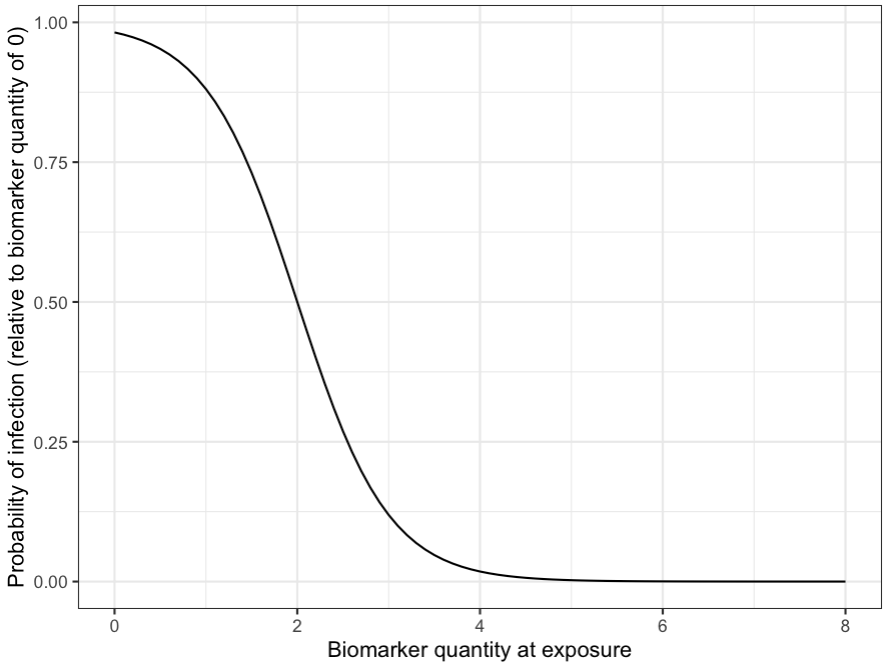 Probability of infection (relative to biomarker quantity of 0)
1.00
0.75
0.50
0.25
0.00
0 2 4 6 8
Biomarker quantity at exposure